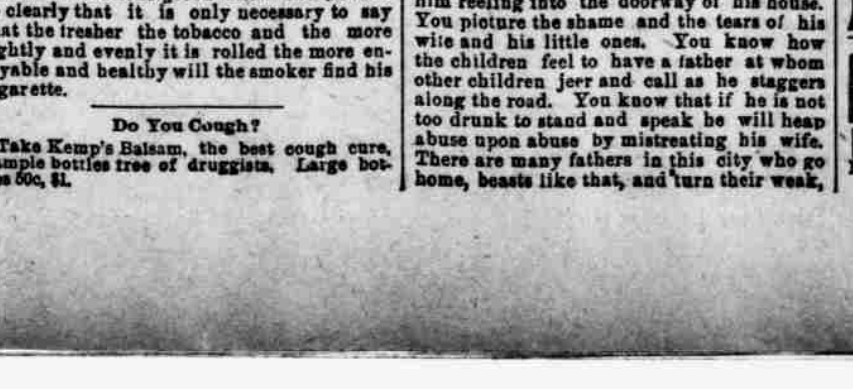 clearly that it is only necessary to say
at the fresher the tobacco and the more
ghtly and evenly it is rolled the more en-
yable and healthy will the smoker find his
garette.
Do You Cough?
Take Kemp's Balsam, the best cough cure,
ample bottles free of druggists, Large bot-
s 50c, $1.
him reeling into the doorway of his house.
You picture the shame and the tears of his
wife and his little ones. You know how
the children feel to have a father at whom
other children jeer and call as he staggers
along the road. You know that if he is not
too drunk to stand and speak he will heap
abuse upon abuse by mistreating his wife.
There are many fathers in this city who go
home, beasts like that, and turn their weak,